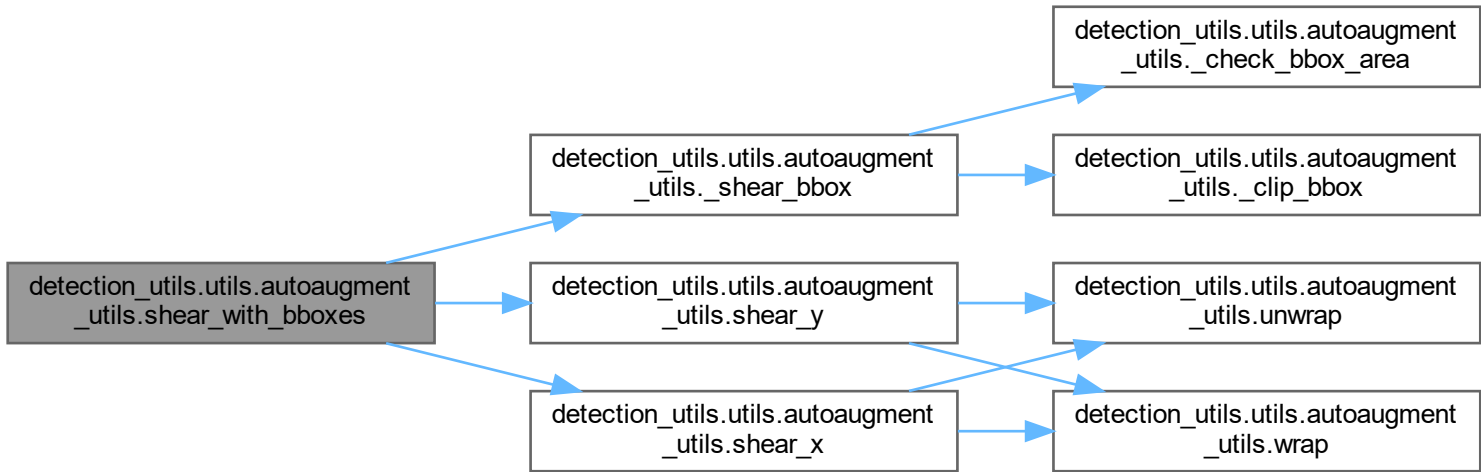 detection_utils.utils.autoaugment
_utils.shear_with_bboxes
detection_utils.utils.autoaugment
_utils._shear_bbox
detection_utils.utils.autoaugment
_utils.shear_y
detection_utils.utils.autoaugment
_utils.shear_x
detection_utils.utils.autoaugment
_utils._check_bbox_area
detection_utils.utils.autoaugment
_utils._clip_bbox
detection_utils.utils.autoaugment
_utils.unwrap
detection_utils.utils.autoaugment
_utils.wrap